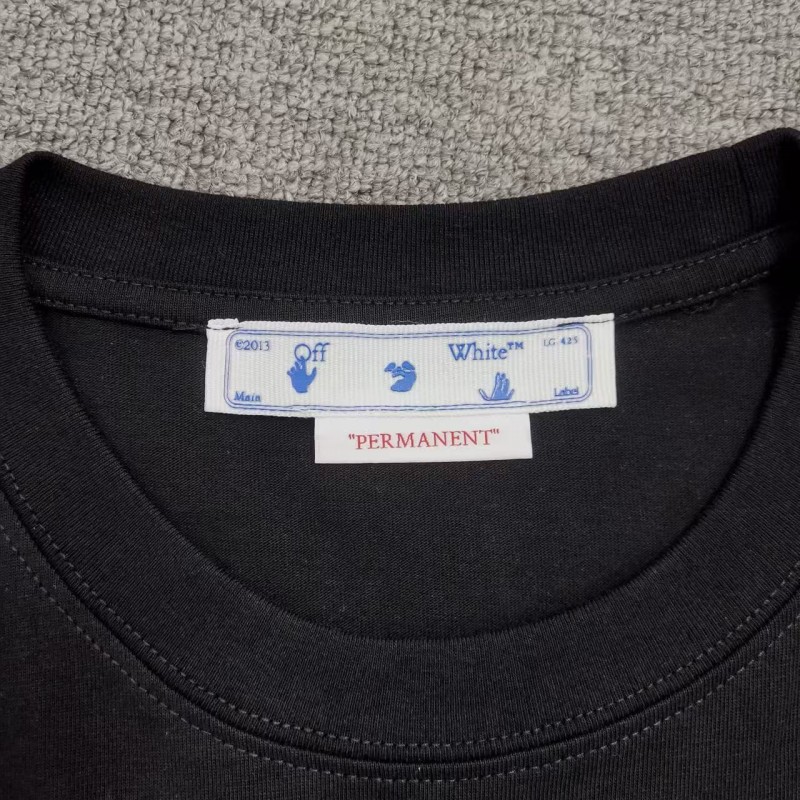 ©2013 Off White™ LG 425
Main Label
"PERMANENT"